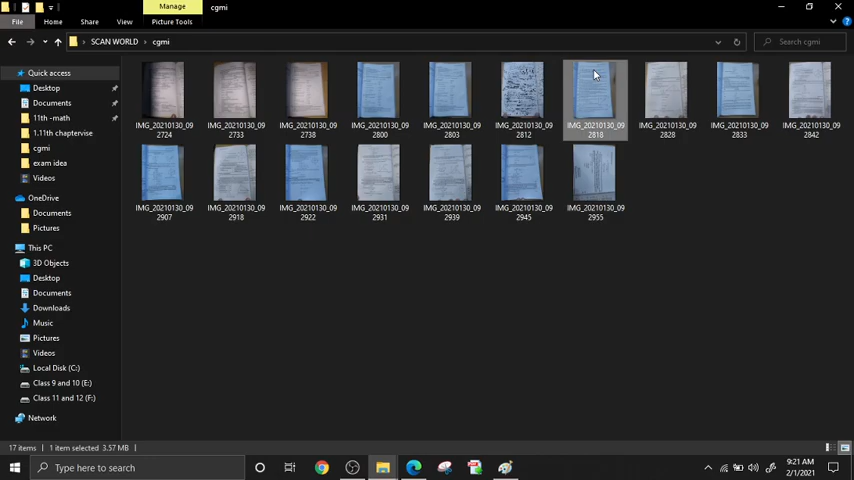 Manage
cgmi
File
Home
Share
View
Picture Tools
SCAN WORLD
cgmi
Search cgmi
Quick access
Desktop
Documents
11th -math
1.11th chaptervise
cgmi
exam idea
Videos
OneDrive
Documents
Pictures
This PC
3D Objects
Desktop
Documents
Downloads
Music
Pictures
Videos
Local Disk (C:)
Class 9 and 10 (E:)
Class 11 and 12 (F:)
Network
IMG_20210130_09 IMG_20210130_09 IMG_20210130_09 IMG_20210130_09 IMG_20210130_09 IMG_20210130_09 IMG_20210130_09 IMG_20210130_09 IMG_20210130_09 IMG_20210130_09
2724 2733 2738 2800 2803 2812 2818 2828 2833 2842
IMG_20210130_09 IMG_20210130_09 IMG_20210130_09 IMG_20210130_09 IMG_20210130_09 IMG_20210130_09 IMG_20210130_09
2907 2918 2922 2931 2939 2945 2955
17 items 1 item selected 3.57 MB
Type here to search
9:21 AM
2/1/2021